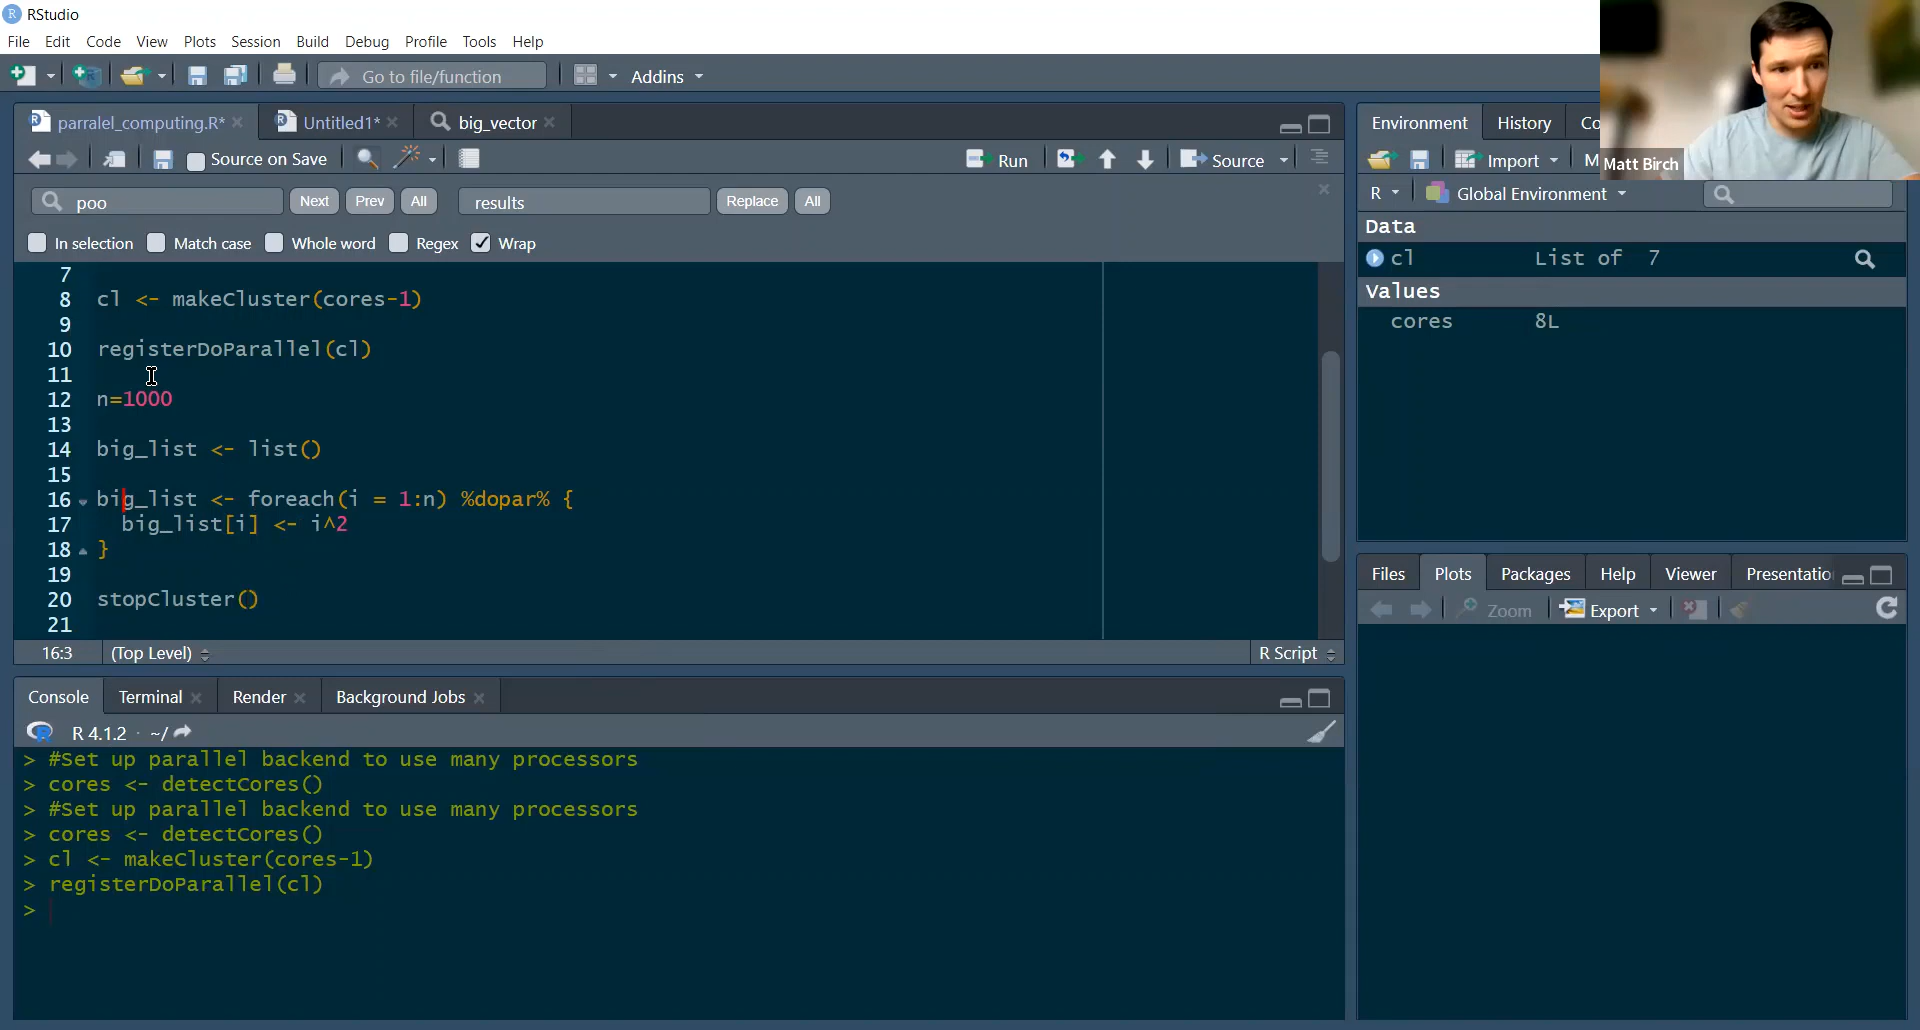 RStudio
File Edit Code View Plots Session Build Debug Profile Tools Help
Go to file/function Addins
parralel_computing.R* Untitled1* big_vector
Source on Save Run Source
poo Next Prev All results Replace All
In selection Match case Whole word Regex Wrap
7
8 cl <- makeCluster(cores-1)
9
10 registerDoParallel(cl)
11
12 n=1000
13
14 big_list <- list()
15
16 big_list <- foreach(i = 1:n) %dopar% {
17 big_list[i] <- i^2
18 }
19
20 stopCluster()
21
16:3 (Top Level) R Script
Console Terminal Render Background Jobs
R 4.1.2 · ~/
> #Set up parallel backend to use many processors
> cores <- detectCores()
> #Set up parallel backend to use many processors
> cores <- detectCores()
> cl <- makeCluster(cores-1)
> registerDoParallel(cl)
>
Environment History Co
Import M
Matt Birch
R Global Environment
Data
cl List of 7
Values
cores 8L
Files Plots Packages Help Viewer Presentatio
Zoom Export